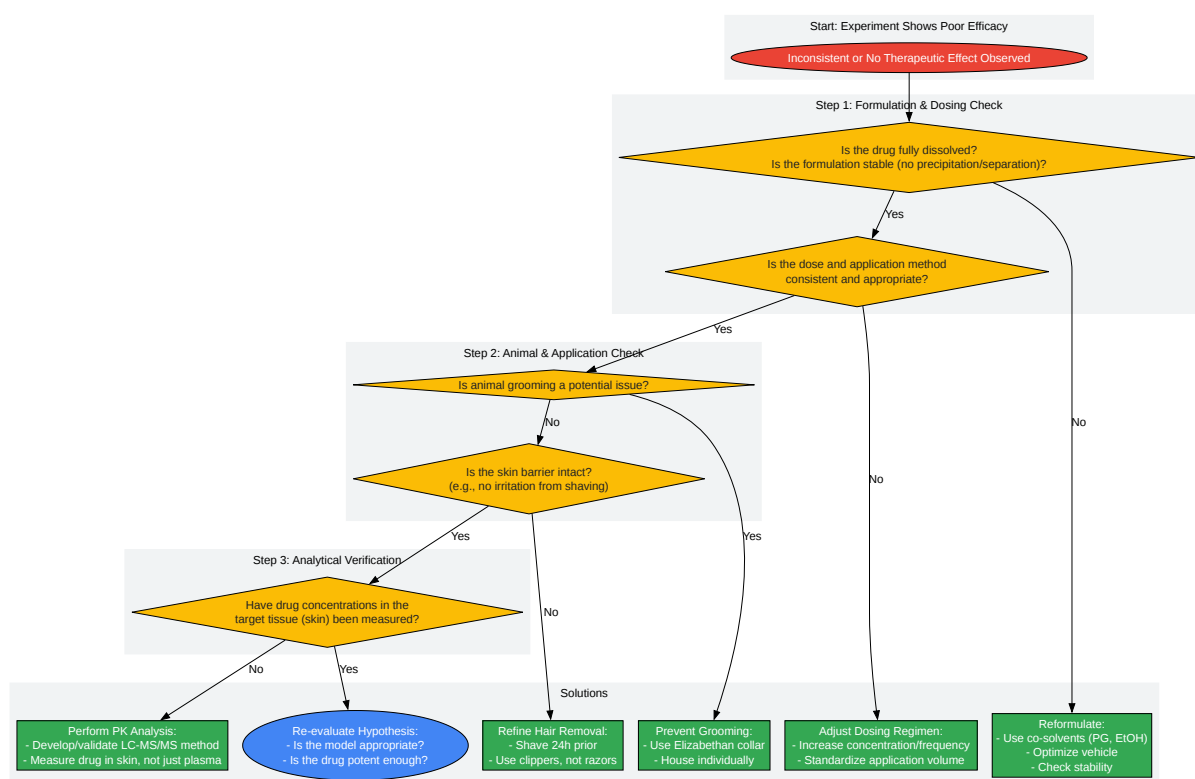 Start: Experiment Shows Poor Efficacy
Inconsistent or No Therapeutic Effect Observed
Step 1: Formulation & Dosing Check
Is the drug fully dissolved?
Is the formulation stable (no precipitation/separation)?
Yes
Is the dose and application method
consistent and appropriate?
Yes
Step 2: Animal & Application Check
Is animal grooming a potential issue?
No
No
Is the skin barrier intact?
(e.g., no irritation from shaving)
No
Yes
Yes
Step 3: Analytical Verification
Have drug concentrations in the
target tissue (skin) been measured?
No
No
Yes
Solutions
Perform PK Analysis:
- Develop/validate LC-MS/MS method
- Measure drug in skin, not just plasma
Re-evaluate Hypothesis:
- Is the model appropriate?
- Is the drug potent enough?
Refine Hair Removal:
- Shave 24h prior
- Use clippers, not razors
Prevent Grooming:
- Use Elizabethan collar
- House individually
Adjust Dosing Regimen:
- Increase concentration/frequency
- Standardize application volume
Reformulate:
- Use co-solvents (PG, EtOH)
- Optimize vehicle
- Check stability